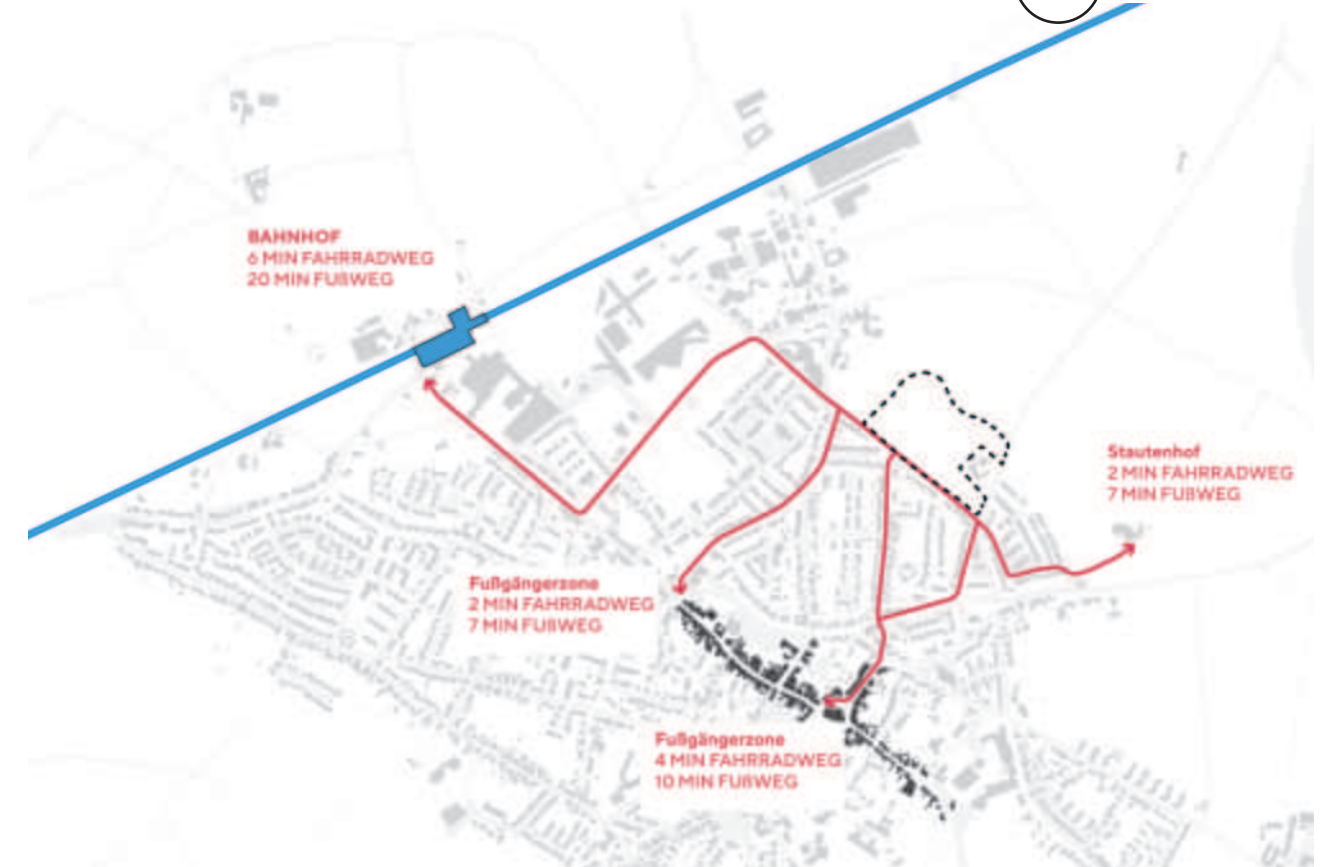 BAHNHOF
6 MIN FAHRRADWEG
20 MIN FUßWEG
Stautenhof
2 MIN FAHRRADWEG
7 MIN FUßWEG
Fußgängerzone
2 MIN FAHRRADWEG
7 MIN FUßWEG
Fußgängerzone
4 MIN FAHRRADWEG
10 MIN FUßWEG